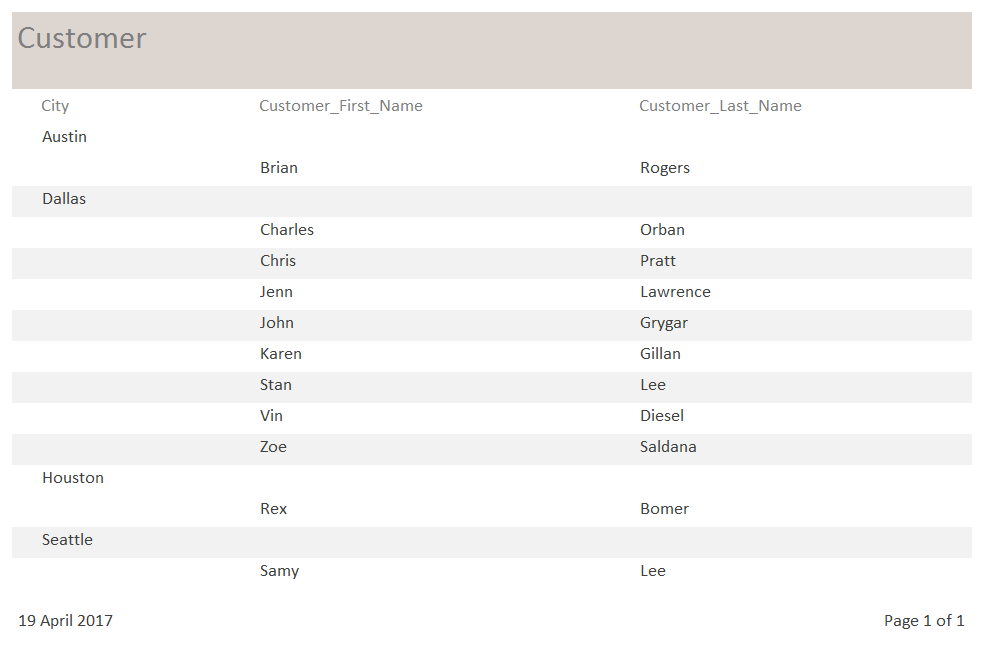 Customer
City Customer_First_Name Customer_Last_Name
Austin
Brian Rogers
Dallas
Charles Orban
Chris Pratt
Jenn Lawrence
John Grygar
Karen Gillan
Stan Lee
Vin Diesel
Zoe Saldana
Houston
Rex Bomer
Seattle
Samy Lee
19 April 2017 Page 1 of 1